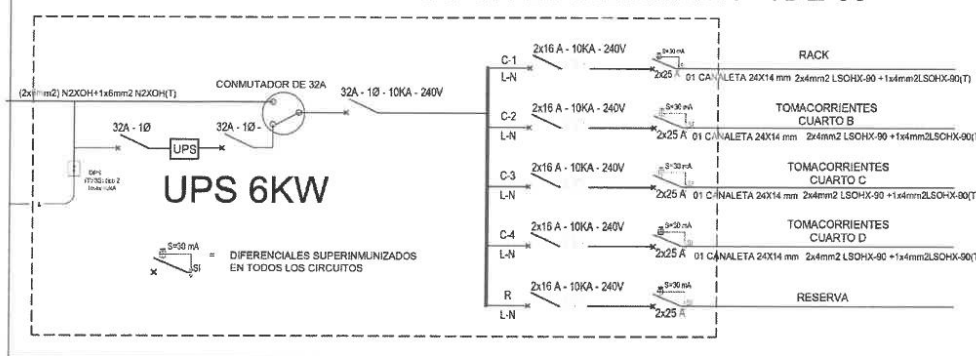 CONMUTADOR DE 32A
N2XOH+1x6mm2 N2XOH(T)
32A - 1Ø - 10KA - 240V
32A - 1Ø
UPS
32A - 1Ø -
UPS 6KW
S=30 mA
SI
= DIFERENCIALES SUPERINMUNIZADOS
EN TODOS LOS CIRCUITOS
C-1
L-N
2x16 A - 10KA - 240V
S=30 mA
2x25 A
RACK
01 CANALETA 24X14 mm 2x4mm2 LSOHX-90 +1x4mm2LSOHX-90(T)
C-2
L-N
2x16 A - 10KA - 240V
S=30 mA
2x25 A
TOMACORRIENTES
CUARTO B
01 CANALETA 24X14 mm 2x4mm2 LSOHX-90 +1x4mm2LSOHX-90(T)
C-3
L-N
2x16 A - 10KA - 240V
S=30 mA
2x25 A
TOMACORRIENTES
CUARTO C
01 CANALETA 24X14 mm 2x4mm2 LSOHX-90 +1x4mm2LSOHX-90(T)
C-4
L-N
2x16 A - 10KA - 240V
S=30 mA
2x25 A
TOMACORRIENTES
CUARTO D
01 CANALETA 24X14 mm 2x4mm2 LSOHX-90 +1x4mm2LSOHX-90(T)
R
L-N
2x16 A - 10KA - 240V
S=30 mA
2x25 A
RESERVA